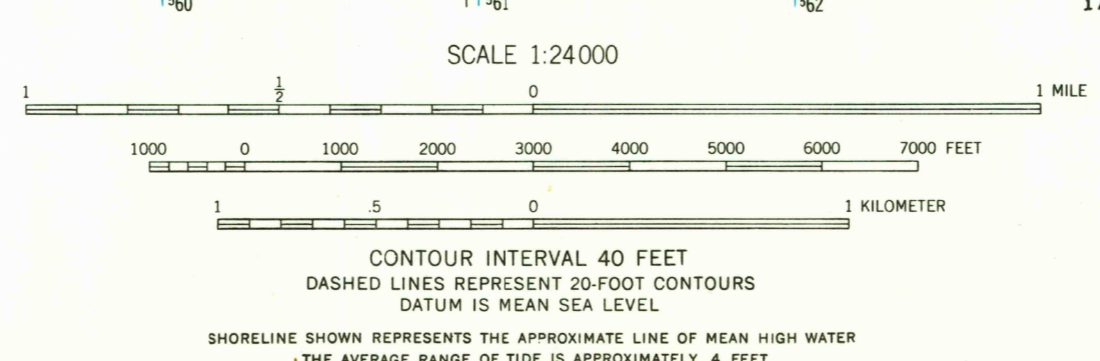 ⁵60 ⁵61 ⁵62
SCALE 1:24000
1 ½ 0 1 MILE
1000 0 1000 2000 3000 4000 5000 6000 7000 FEET
1 .5 0 1 KILOMETER
CONTOUR INTERVAL 40 FEET
DASHED LINES REPRESENT 20-FOOT CONTOURS
DATUM IS MEAN SEA LEVEL
SHORELINE SHOWN REPRESENTS THE APPROXIMATE LINE OF MEAN HIGH WATER
THE AVERAGE RANGE OF TIDE IS APPROXIMATELY 4 FEET